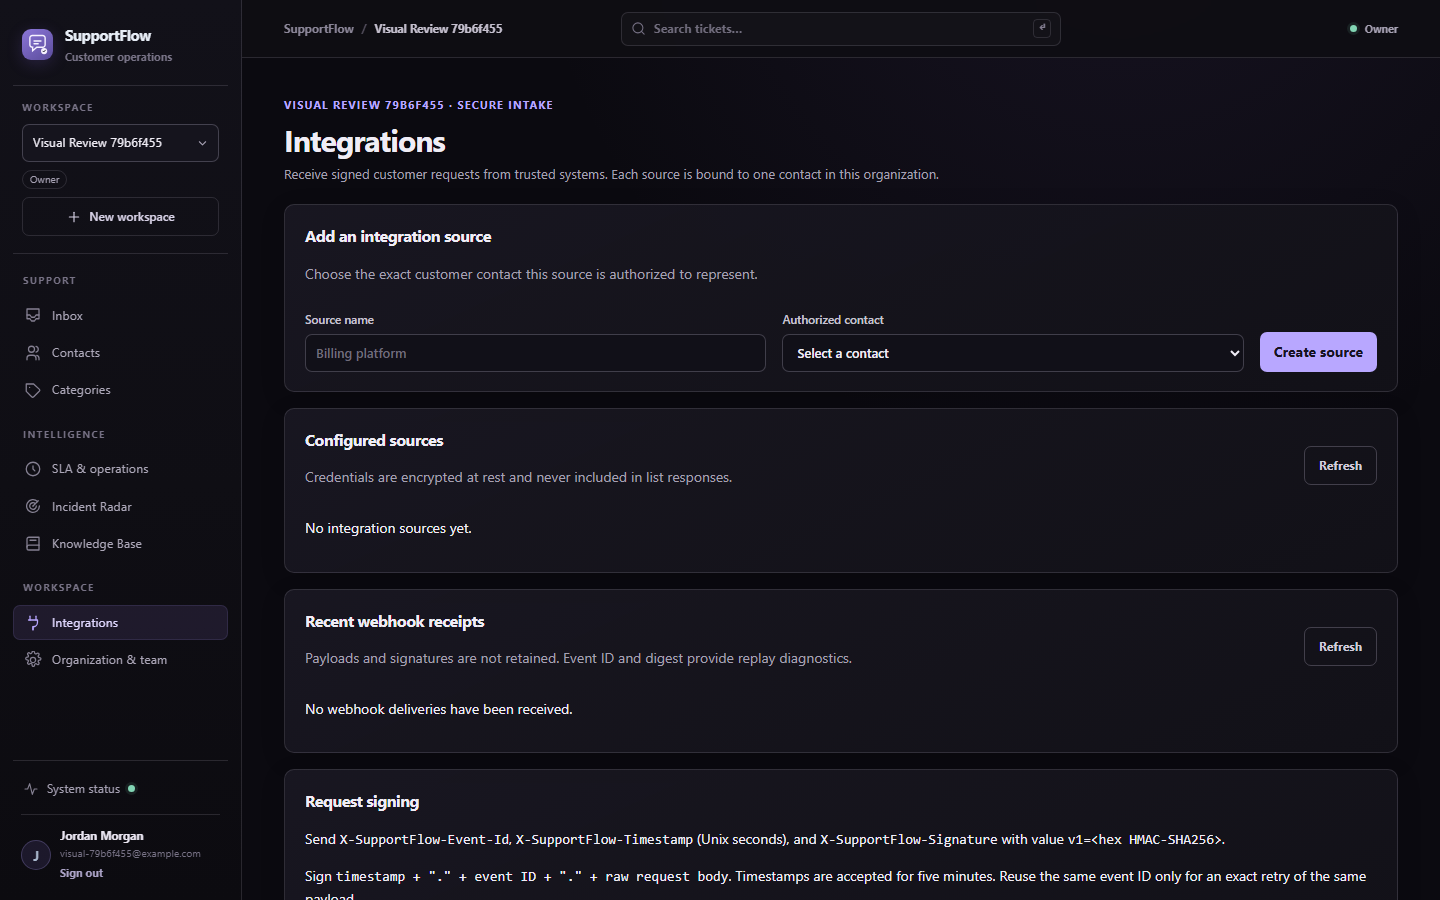 SupportFlow
Customer operations
WORKSPACE
Visual Review 79b6f455
Owner
New workspace
SUPPORT
Inbox
Contacts
Categories
INTELLIGENCE
SLA & operations
Incident Radar
Knowledge Base
WORKSPACE
Integrations
Organization & team
System status
J
Jordan Morgan
visual-79b6f455@example.com
Sign out
SupportFlow / Visual Review 79b6f455
Search tickets...
Owner
VISUAL REVIEW 79B6F455 · SECURE INTAKE
Integrations
Receive signed customer requests from trusted systems. Each source is bound to one contact in this organization.
Add an integration source
Choose the exact customer contact this source is authorized to represent.
Source name
Billing platform
Authorized contact
Select a contact
Create source
Configured sources
Credentials are encrypted at rest and never included in list responses.
Refresh
No integration sources yet.
Recent webhook receipts
Payloads and signatures are not retained. Event ID and digest provide replay diagnostics.
Refresh
No webhook deliveries have been received.
Request signing
Send X-SupportFlow-Event-Id, X-SupportFlow-Timestamp (Unix seconds), and X-SupportFlow-Signature with value v1=<hex HMAC-SHA256>.
Sign timestamp + "." + event ID + "." + raw request body. Timestamps are accepted for five minutes. Reuse the same event ID only for an exact retry of the same
payload.